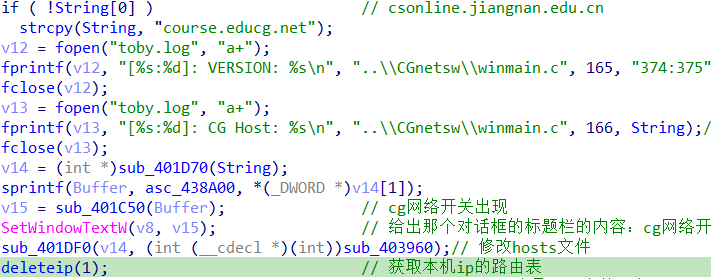 if ( !String[0] ) // csonline.jiangnan.edu.cn
strcpy(String, "course.educg.net");
v12 = fopen("toby.log", "a+");
fprintf(v12, "[%s:%d]: VERSION: %s\n", "..\\CGnetsw\\winmain.c", 165, "374:375"
fclose(v12);
v13 = fopen("toby.log", "a+");
fprintf(v13, "[%s:%d]: CG Host: %s\n", "..\\CGnetsw\\winmain.c", 166, String);/
fclose(v13);
v14 = (int *)sub_401D70(String);
sprintf(Buffer, asc_438A00, *(_DWORD *)v14[1]);
v15 = sub_401C50(Buffer); // cg网络开关出现
SetWindowTextW(v8, v15); // 给出那个对话框的标题栏的内容：cg网络开
sub_401DF0(v14, (int (__cdecl *)(int))sub_403960);// 修改hosts文件
deleteip(1); // 获取本机ip的路由表